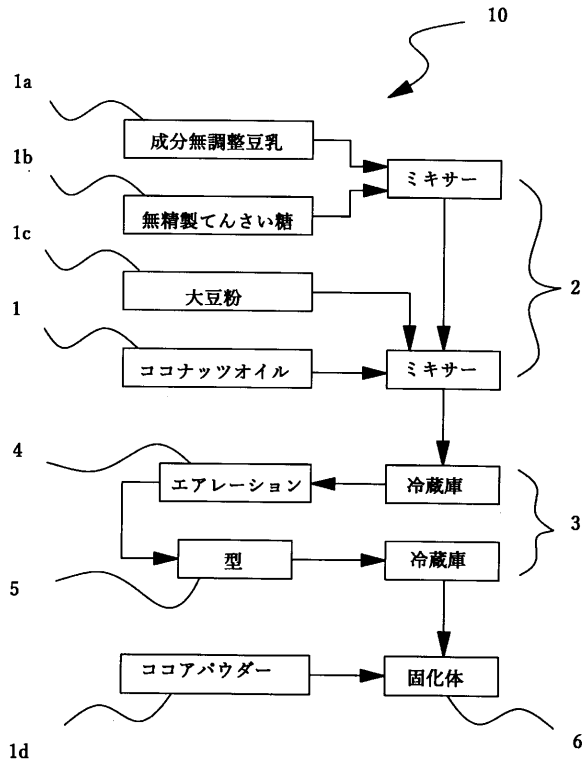 10
1a
成分無調整豆乳
1b
ミキサー
無精製てんさい糖
1c
2
大豆粉
1
ココナッツオイル
ミキサー
4
エアレーション
冷蔵庫
3
型
冷蔵庫
5
ココアパウダー
固化体
1d
6